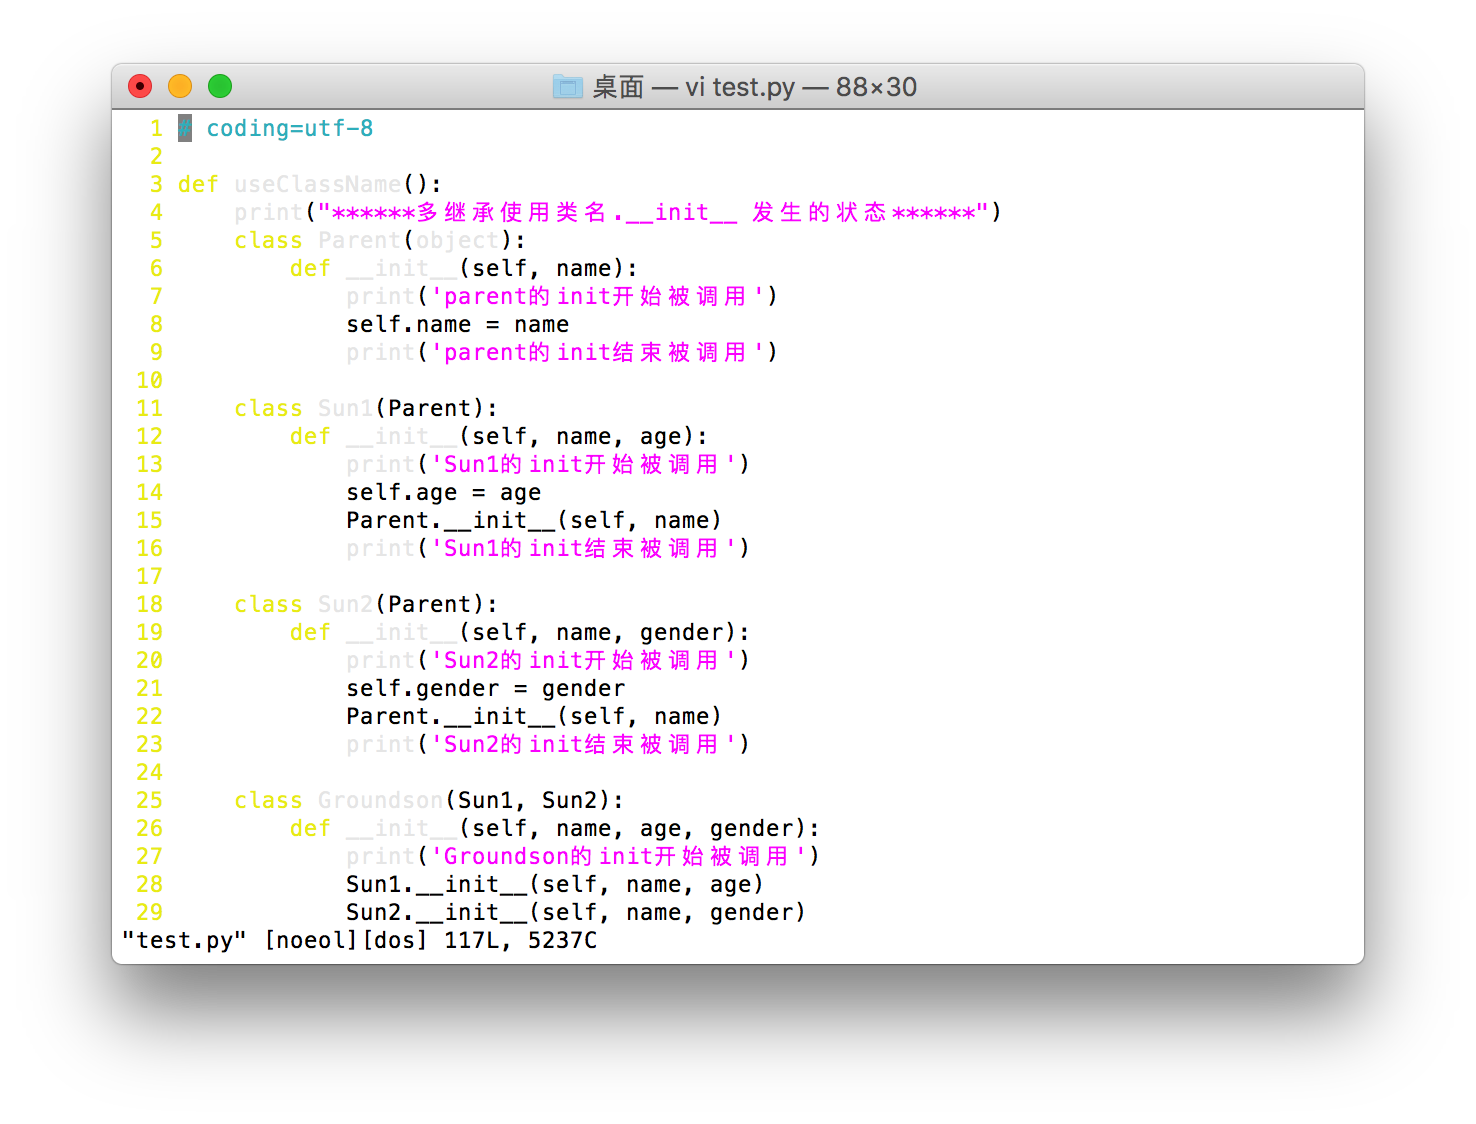 桌面 — vi test.py — 88×30
1 # coding=utf-8
2
3 def useClassName():
4     print("******多继承使用类名.__init__ 发生的状态******")
5     class Parent(object):
6         def __init__(self, name):
7             print('parent的init开始被调用')
8             self.name = name
9             print('parent的init结束被调用')
10
11     class Sun1(Parent):
12         def __init__(self, name, age):
13             print('Sun1的init开始被调用')
14             self.age = age
15             Parent.__init__(self, name)
16             print('Sun1的init结束被调用')
17
18     class Sun2(Parent):
19         def __init__(self, name, gender):
20             print('Sun2的init开始被调用')
21             self.gender = gender
22             Parent.__init__(self, name)
23             print('Sun2的init结束被调用')
24
25     class Groundson(Sun1, Sun2):
26         def __init__(self, name, age, gender):
27             print('Groundson的init开始被调用')
28             Sun1.__init__(self, name, age)
29             Sun2.__init__(self, name, gender)
"test.py" [noeol][dos] 117L, 5237C